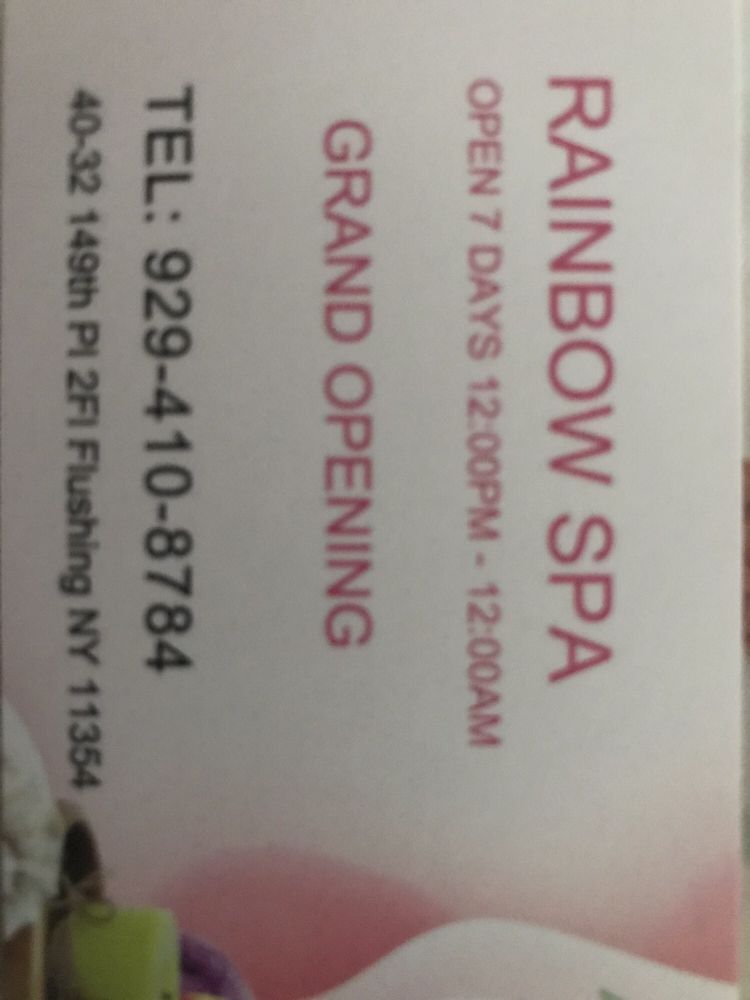 RAINBOW SPA
OPEN 7 DAYS 12:00PM - 12:00AM
GRAND OPENING
TEL: 929-410-8784
40-32 149th Pl 2Fl Flushing NY 11354